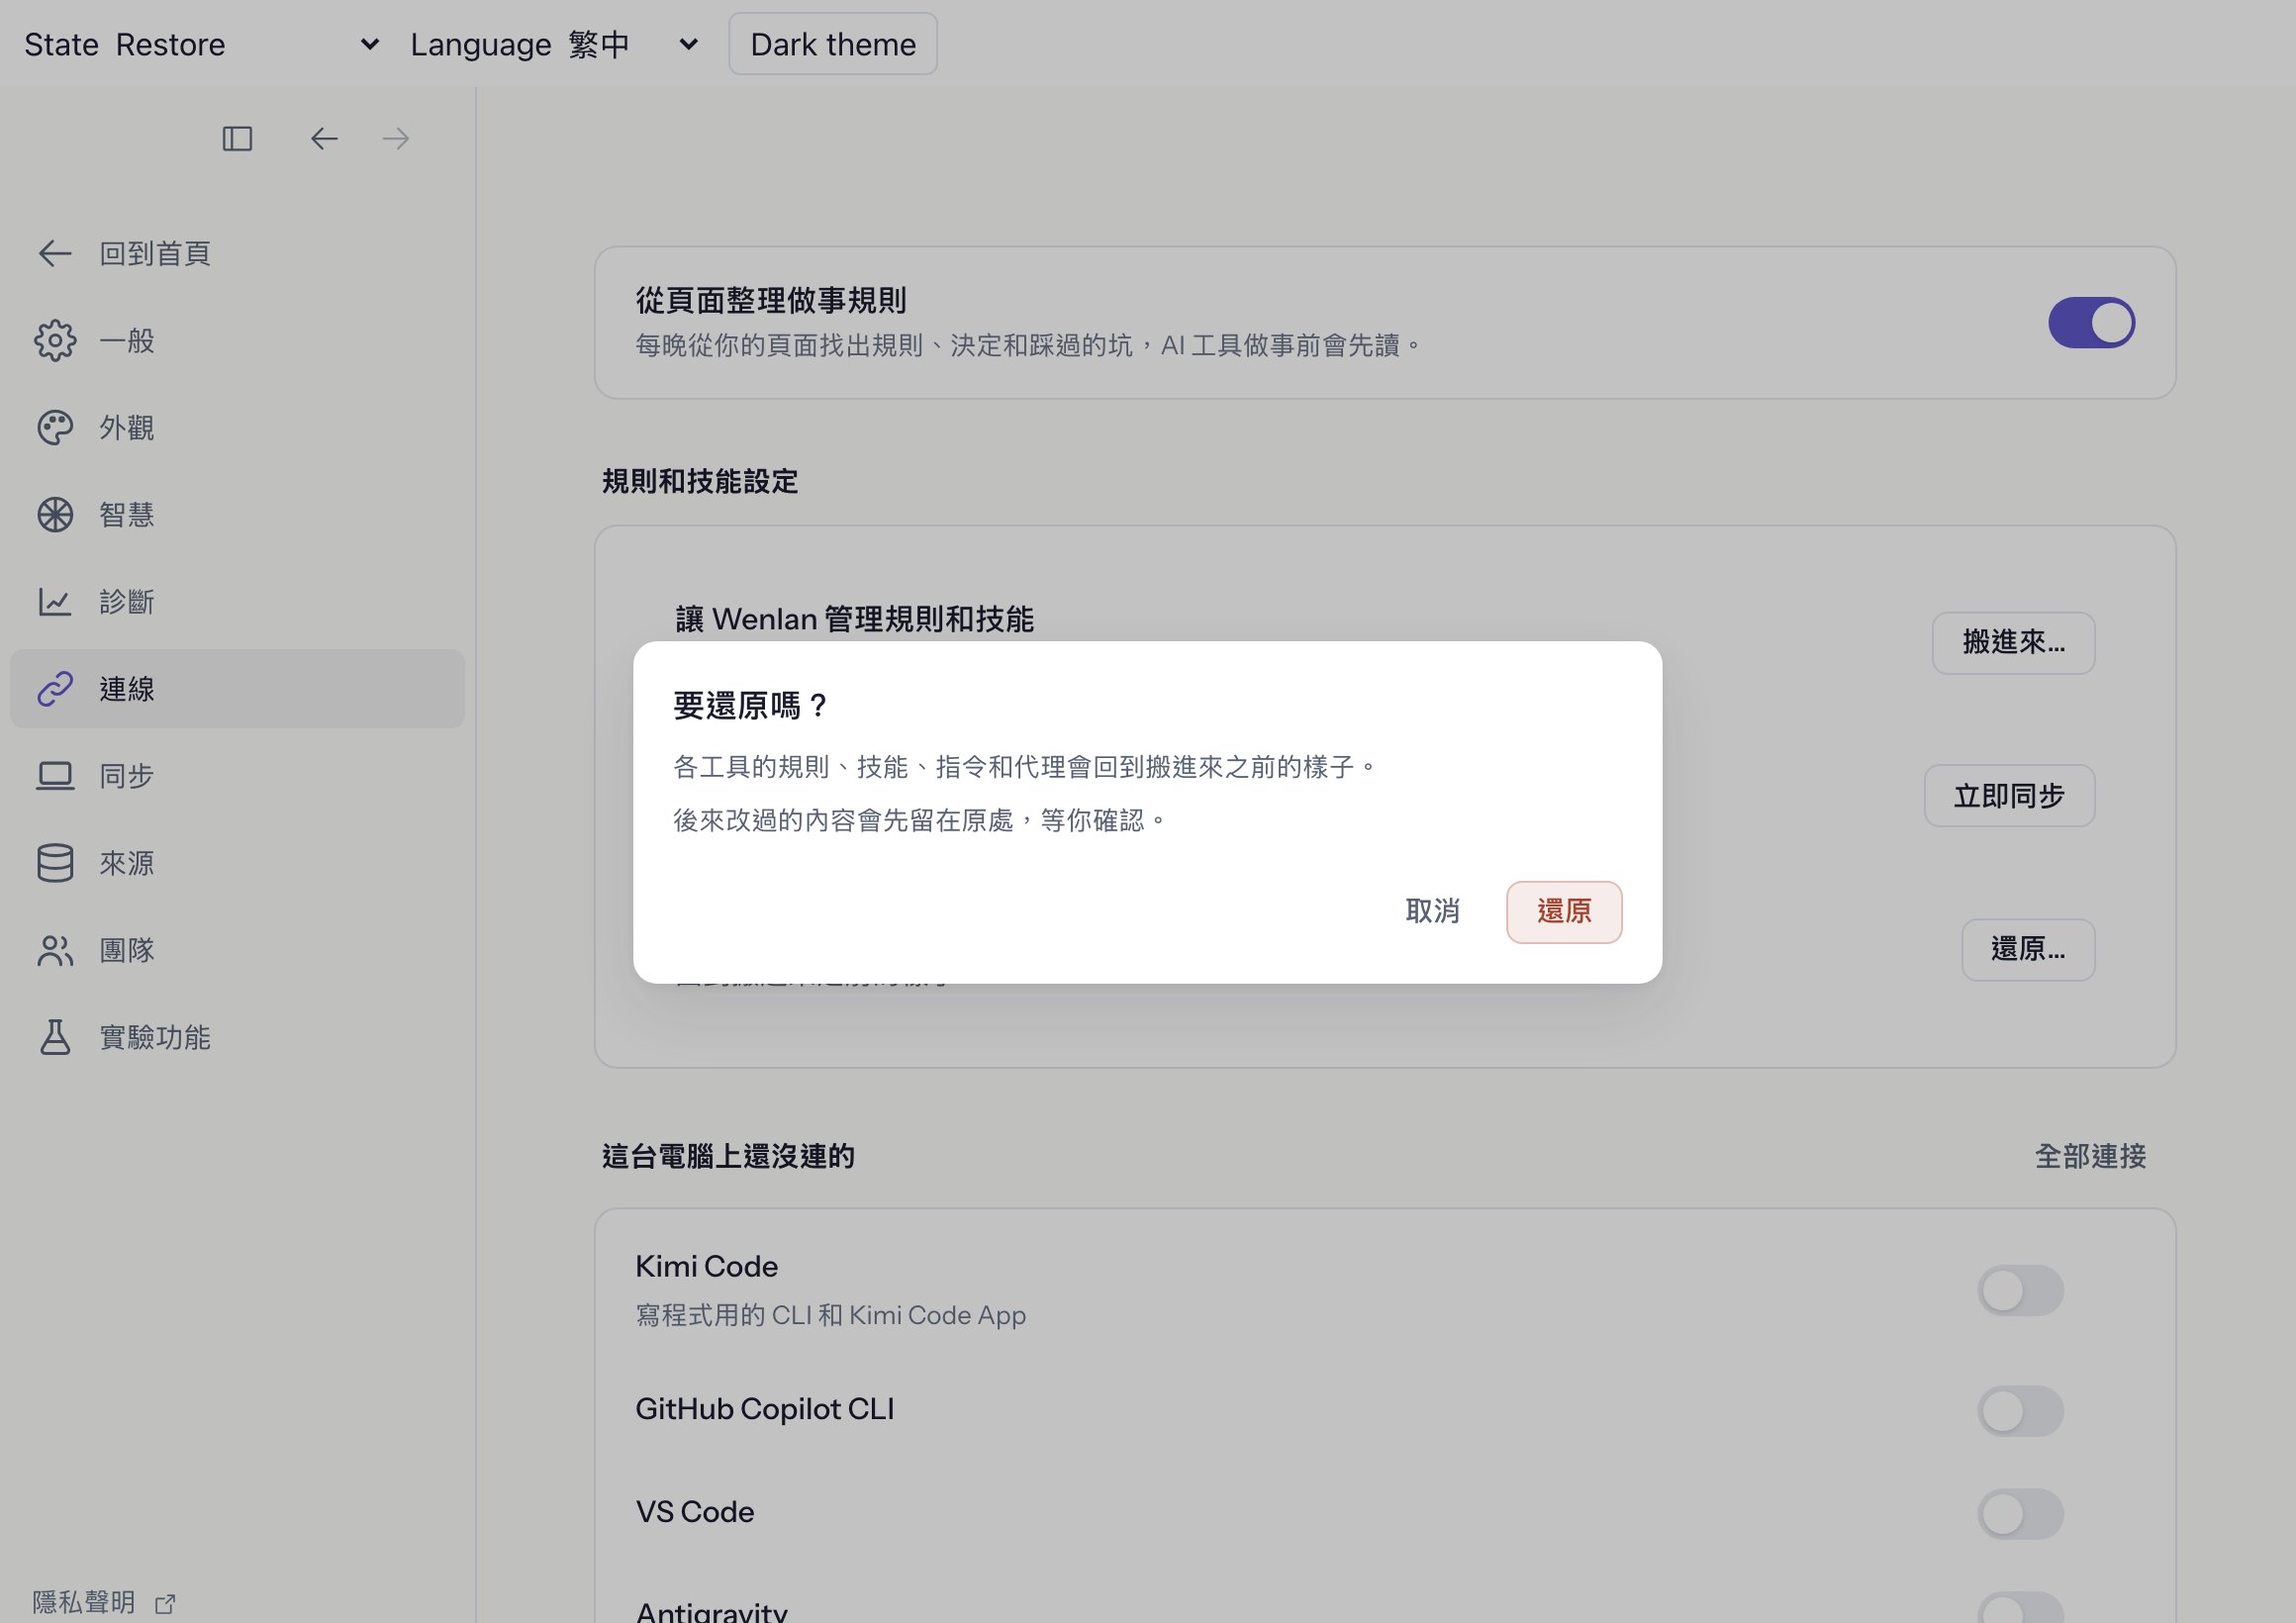 State Restore
Language 繁中
Dark theme
回到首頁
一般
外觀
智慧
診斷
連線
同步
來源
團隊
實驗功能
隱私聲明
從頁面整理做事規則
每晚從你的頁面找出規則、決定和踩過的坑，AI 工具做事前會先讀。
規則和技能設定
讓 Wenlan 管理規則和技能
搬進來...
立即同步
還原...
要還原嗎？
各工具的規則、技能、指令和代理會回到搬進來之前的樣子。
後來改過的內容會先留在原處，等你確認。
取消
還原
這台電腦上還沒連的
全部連接
Kimi Code
寫程式用的 CLI 和 Kimi Code App
GitHub Copilot CLI
VS Code
Antigravity